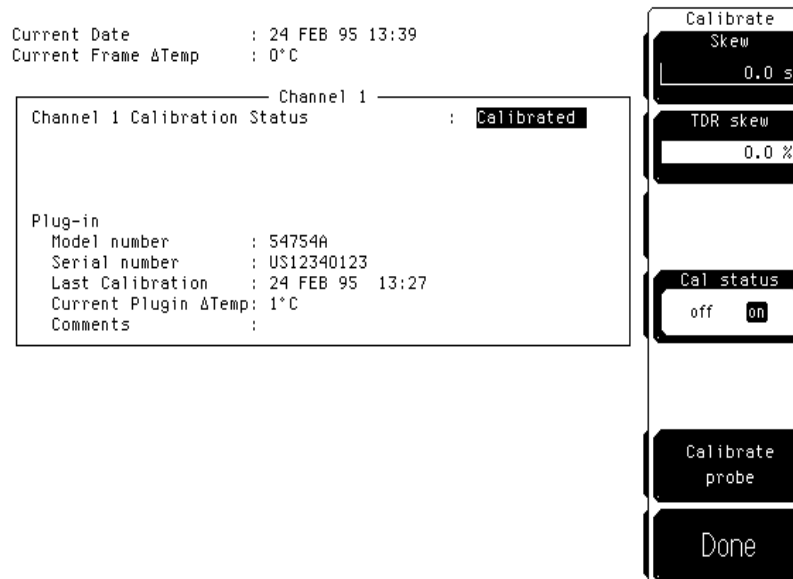 Current Date : 24 FEB 95 13:39
Current Frame ΔTemp : 0°C
Channel 1
Channel 1 Calibration Status : Calibrated
Plug-in
Model number : 54754A
Serial number : US12340123
Last Calibration : 24 FEB 95 13:27
Current Plugin ΔTemp: 1°C
Comments :
Calibrate
Skew
0.0 s
TDR skew
0.0 %
Cal status
off on
Calibrate
probe
Done